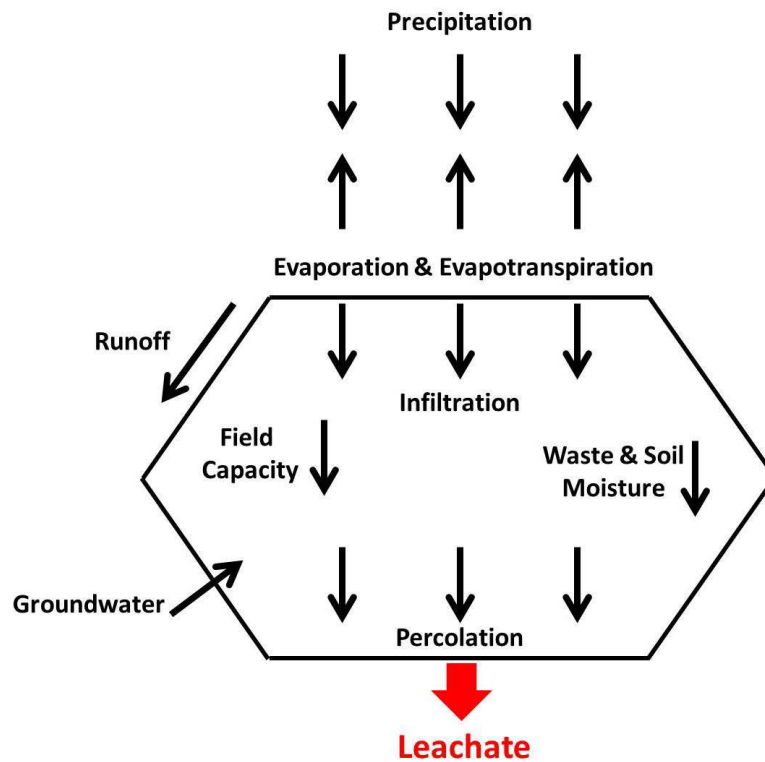 Precipitation
Evaporation & Evapotranspiration
Runoff
Infiltration
Field
Capacity
Waste & Soil
Moisture
Groundwater
Percolation
Leachate